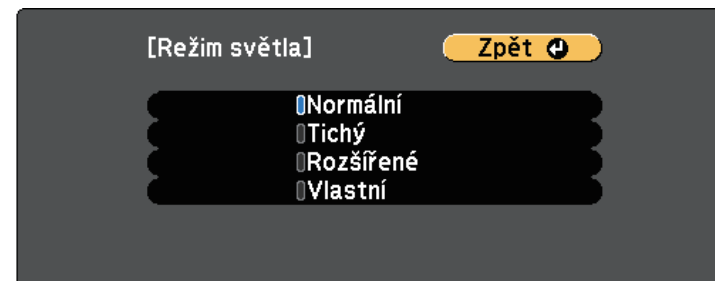 [Režim světla] Zpět
Normální
Tichý
Rozšířené
Vlastní